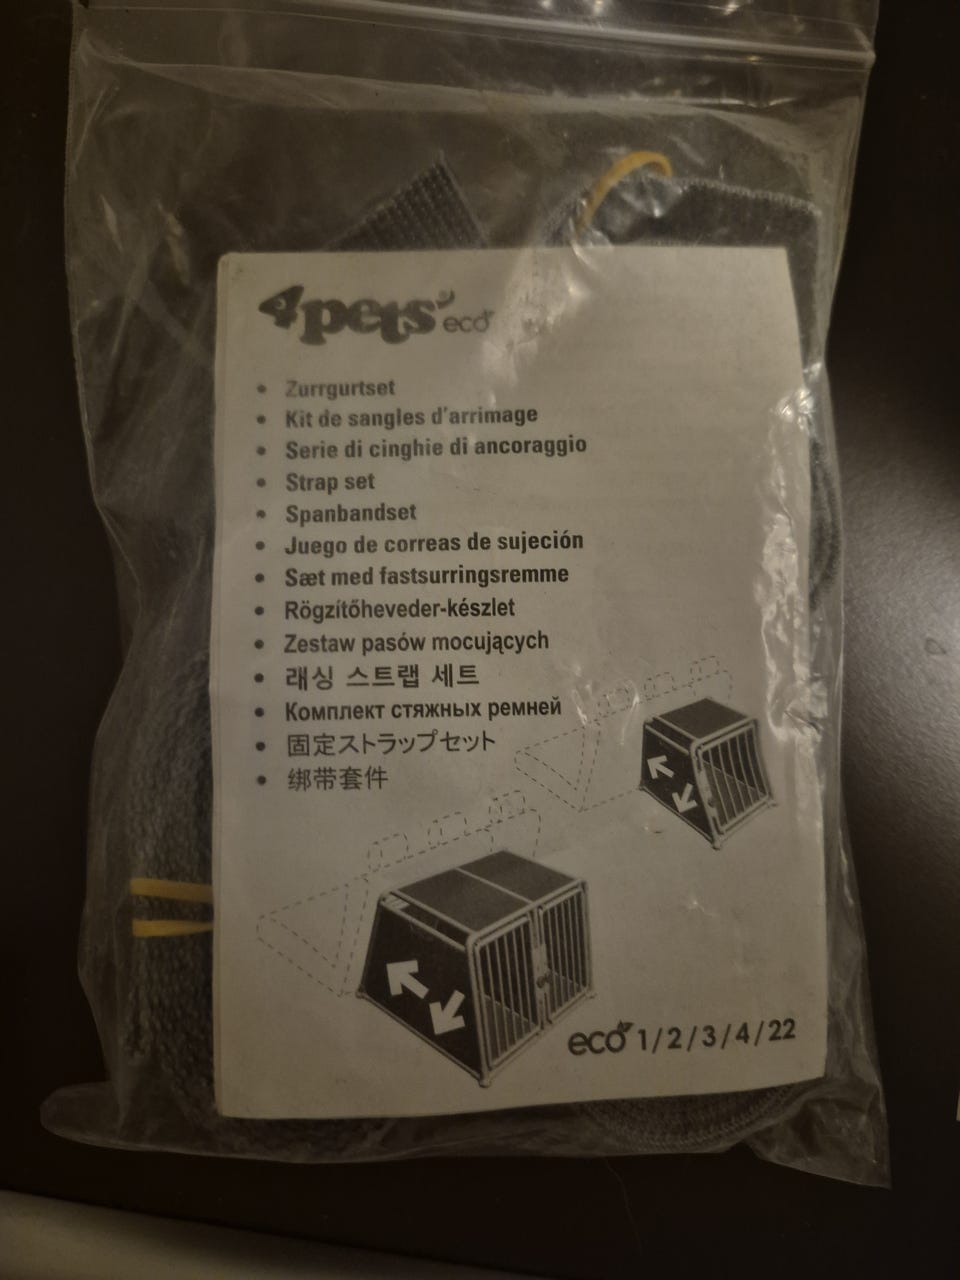 4pets® eco
• Zurrgurtset
• Kit de sangles d'arrimage
• Serie di cinghie di ancoraggio
• Strap set
• Spanbandset
• Juego de correas de sujeción
• Sæt med fastsurringsremme
• Rögzítőheveder-készlet
• Zestaw pasów mocujących
• 래싱 스트랩 세트
• Комплект стяжных ремней
• 固定ストラップセット
• 绑带套件
eco 1/2/3/4/22